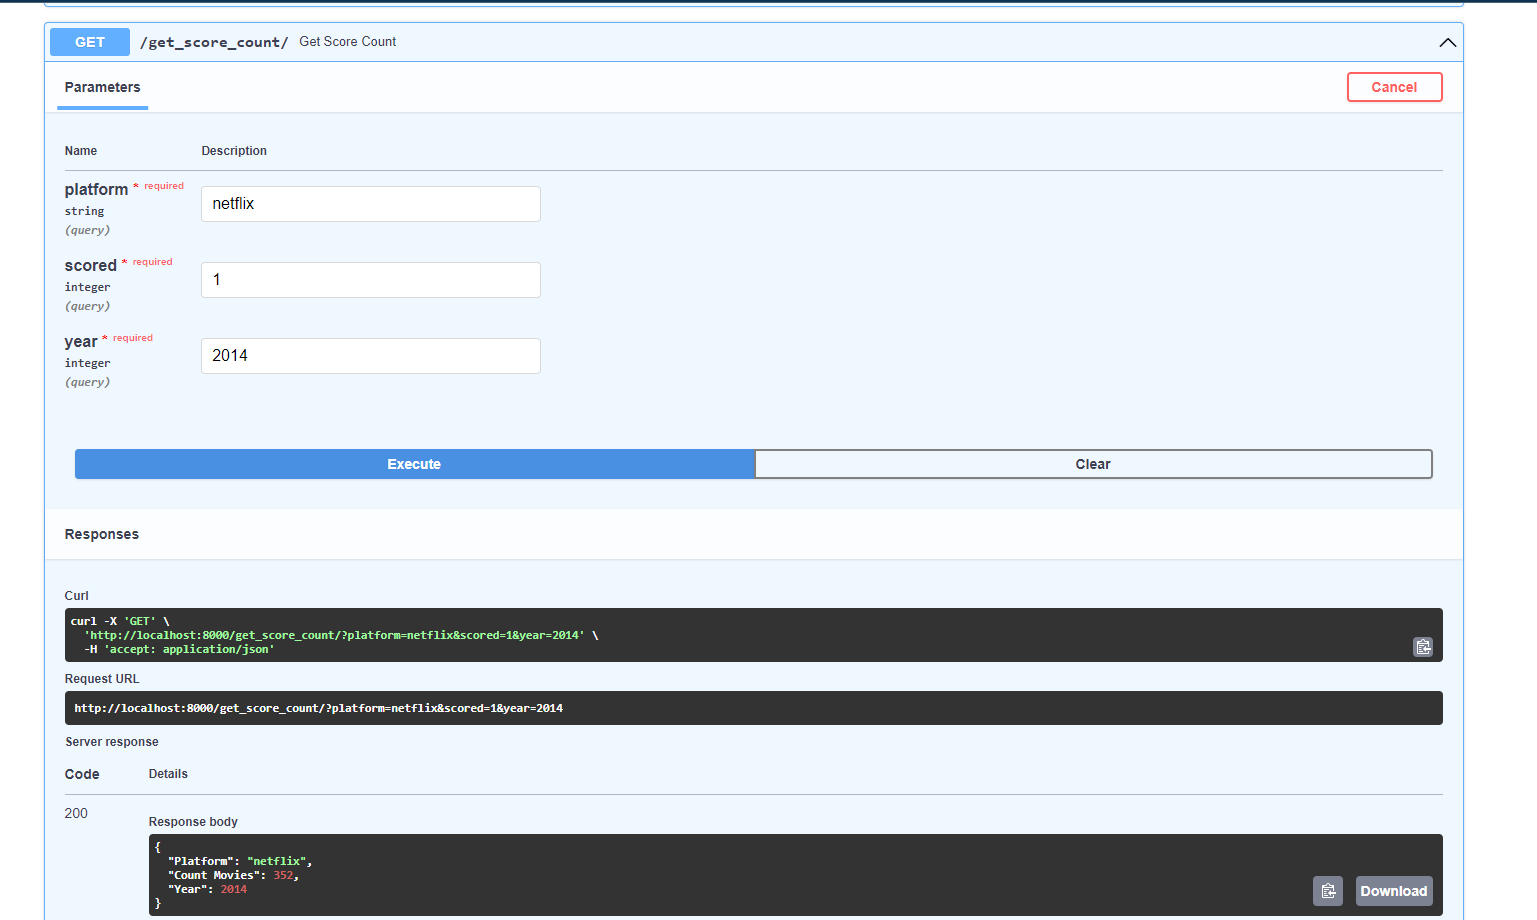 GET /get_score_count/ Get Score Count
Parameters
Cancel
Name Description
platform * required
string
(query)
netflix
scored * required
integer
(query)
1
year * required
integer
(query)
2014
Execute Clear
Responses
Curl
curl -X 'GET' \
'http://localhost:8000/get_score_count/?platform=netflix&scored=1&year=2014' \
-H 'accept: application/json'
Request URL
http://localhost:8000/get_score_count/?platform=netflix&scored=1&year=2014
Server response
Code Details
200
Response body
{
"Platform": "netflix",
"Count Movies": 352,
"Year": 2014
}
Download